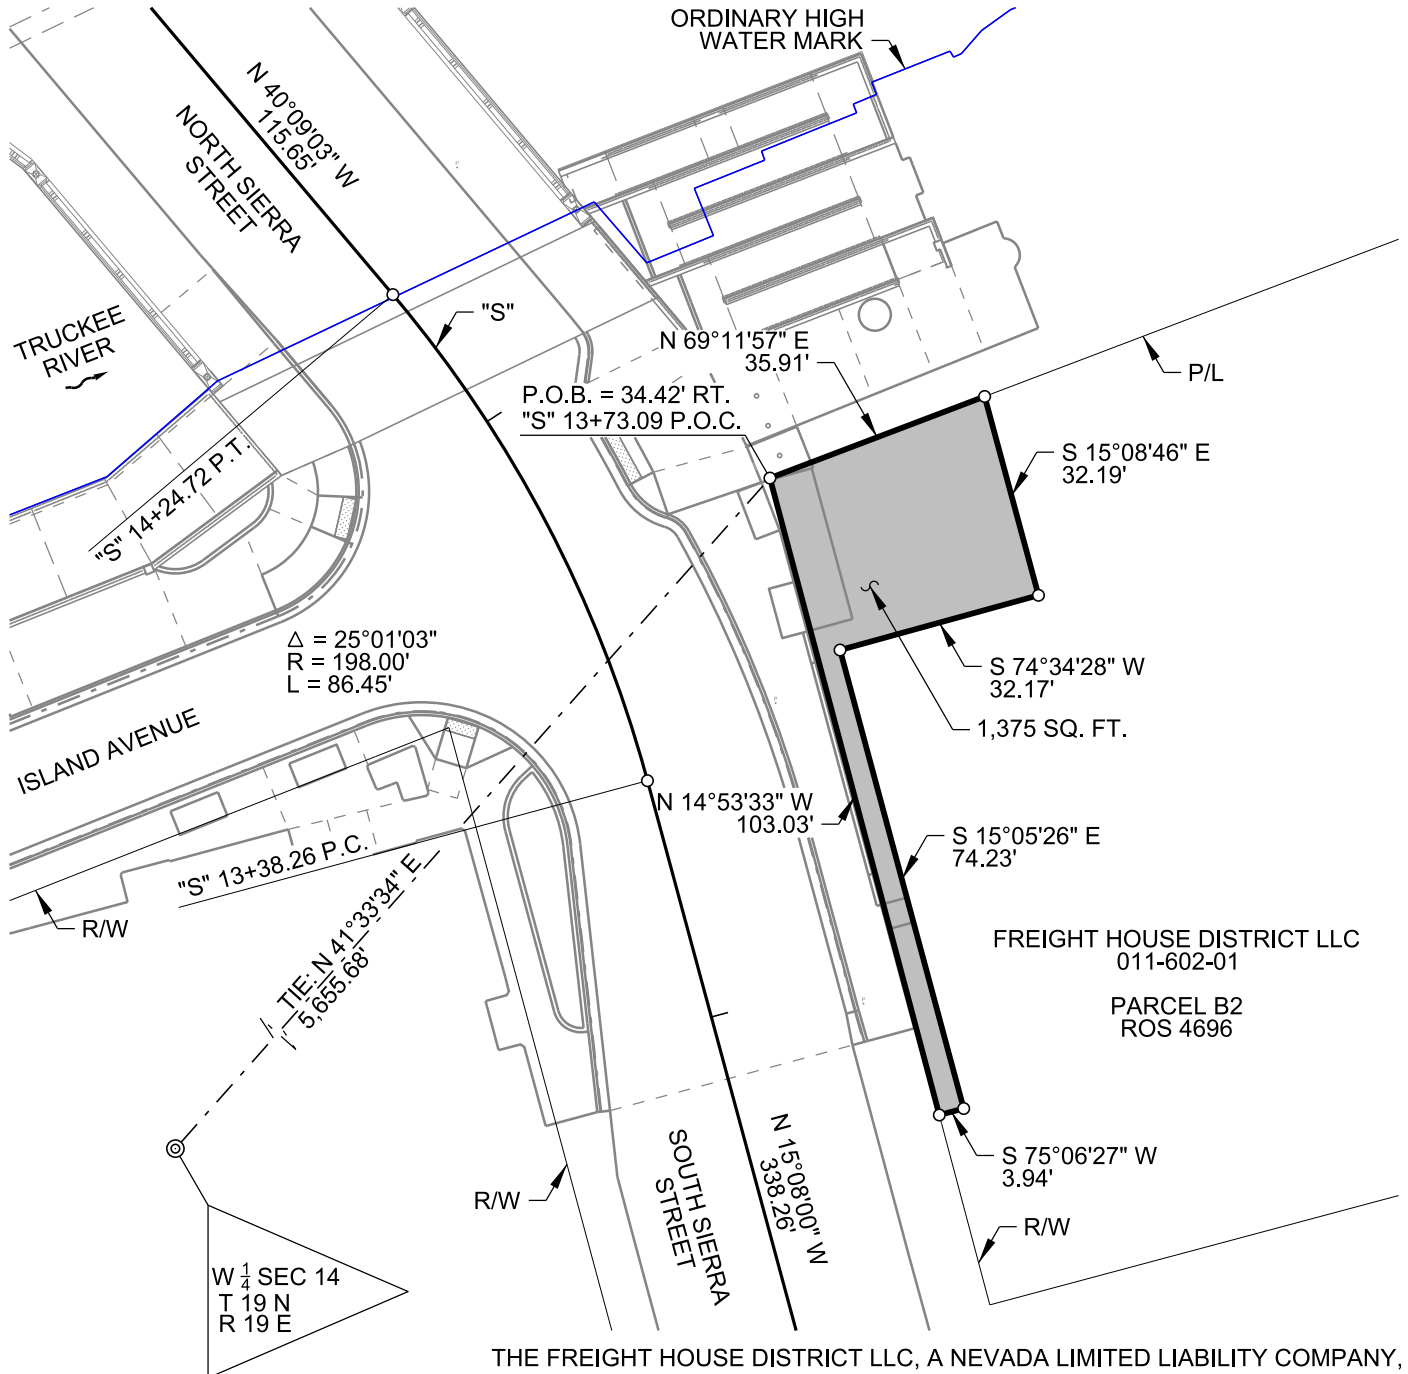 ORDINARY HIGH
WATER MARK
N 40°09'03" W
115.65'
NORTH SIERRA
STREET
"S"
TRUCKEE
RIVER
N 69°11'57" E
35.91'
P/L
P.O.B. = 34.42' RT.
"S" 13+73.09 P.O.C.
S 15°08'46" E
32.19'
"S" 14+24.72 P.T.
Δ = 25°01'03"
R = 198.00'
L = 86.45'
S 74°34'28" W
32.17'
1,375 SQ. FT.
ISLAND AVENUE
N 14°53'33" W
103.03'
S 15°05'26" E
74.23'
"S" 13+38.26 P.C.
R/W
TIE: N 41°33'34" E
5,655.68'
FREIGHT HOUSE DISTRICT LLC
011-602-01
PARCEL B2
ROS 4696
N 15°08'00" W
338.26'
SOUTH SIERRA
STREET
S 75°06'27" W
3.94'
R/W
R/W
W 1/4 SEC 14
T 19 N
R 19 E
THE FREIGHT HOUSE DISTRICT LLC, A NEVADA LIMITED LIABILITY COMPANY,